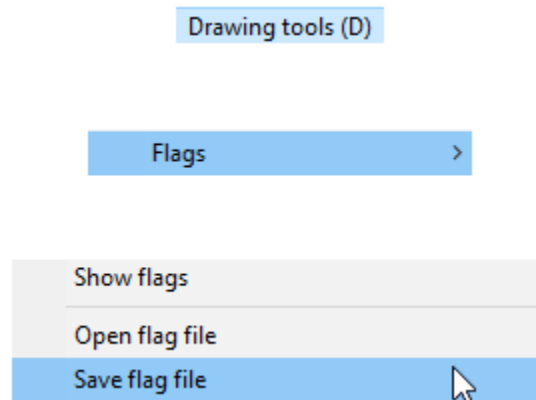 Drawing tools (D)
Flags
Show flags
Open flag file
Save flag file